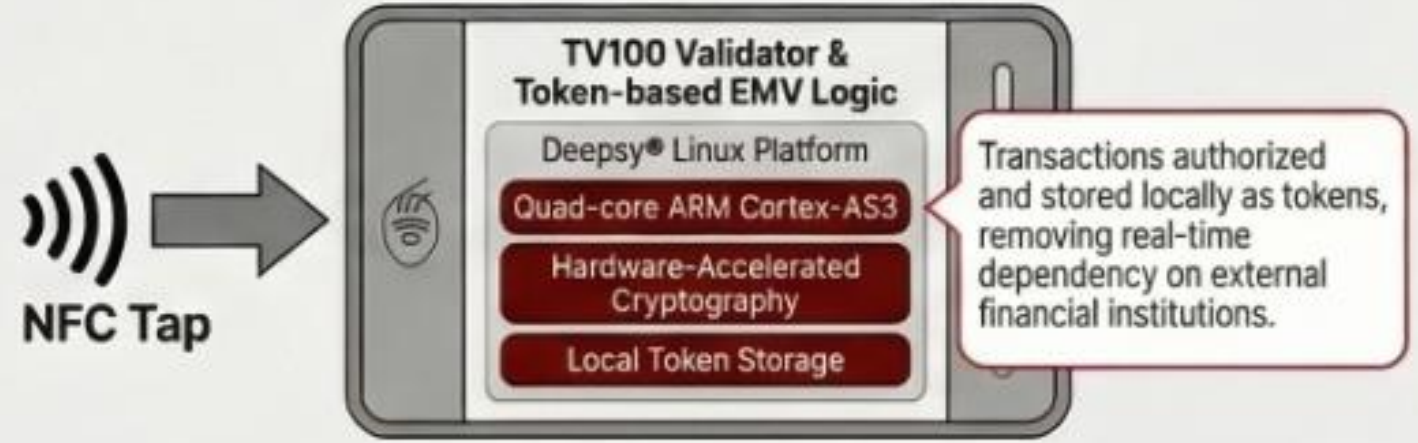 TV100 Validator &
Token-based EMV Logic
Deepsy® Linux Platform
Quad-core ARM Cortex-AS3
Hardware-Accelerated
Cryptography
Local Token Storage
NFC Tap
Transactions authorized
and stored locally as tokens,
removing real-time
dependency on external
financial institutions.